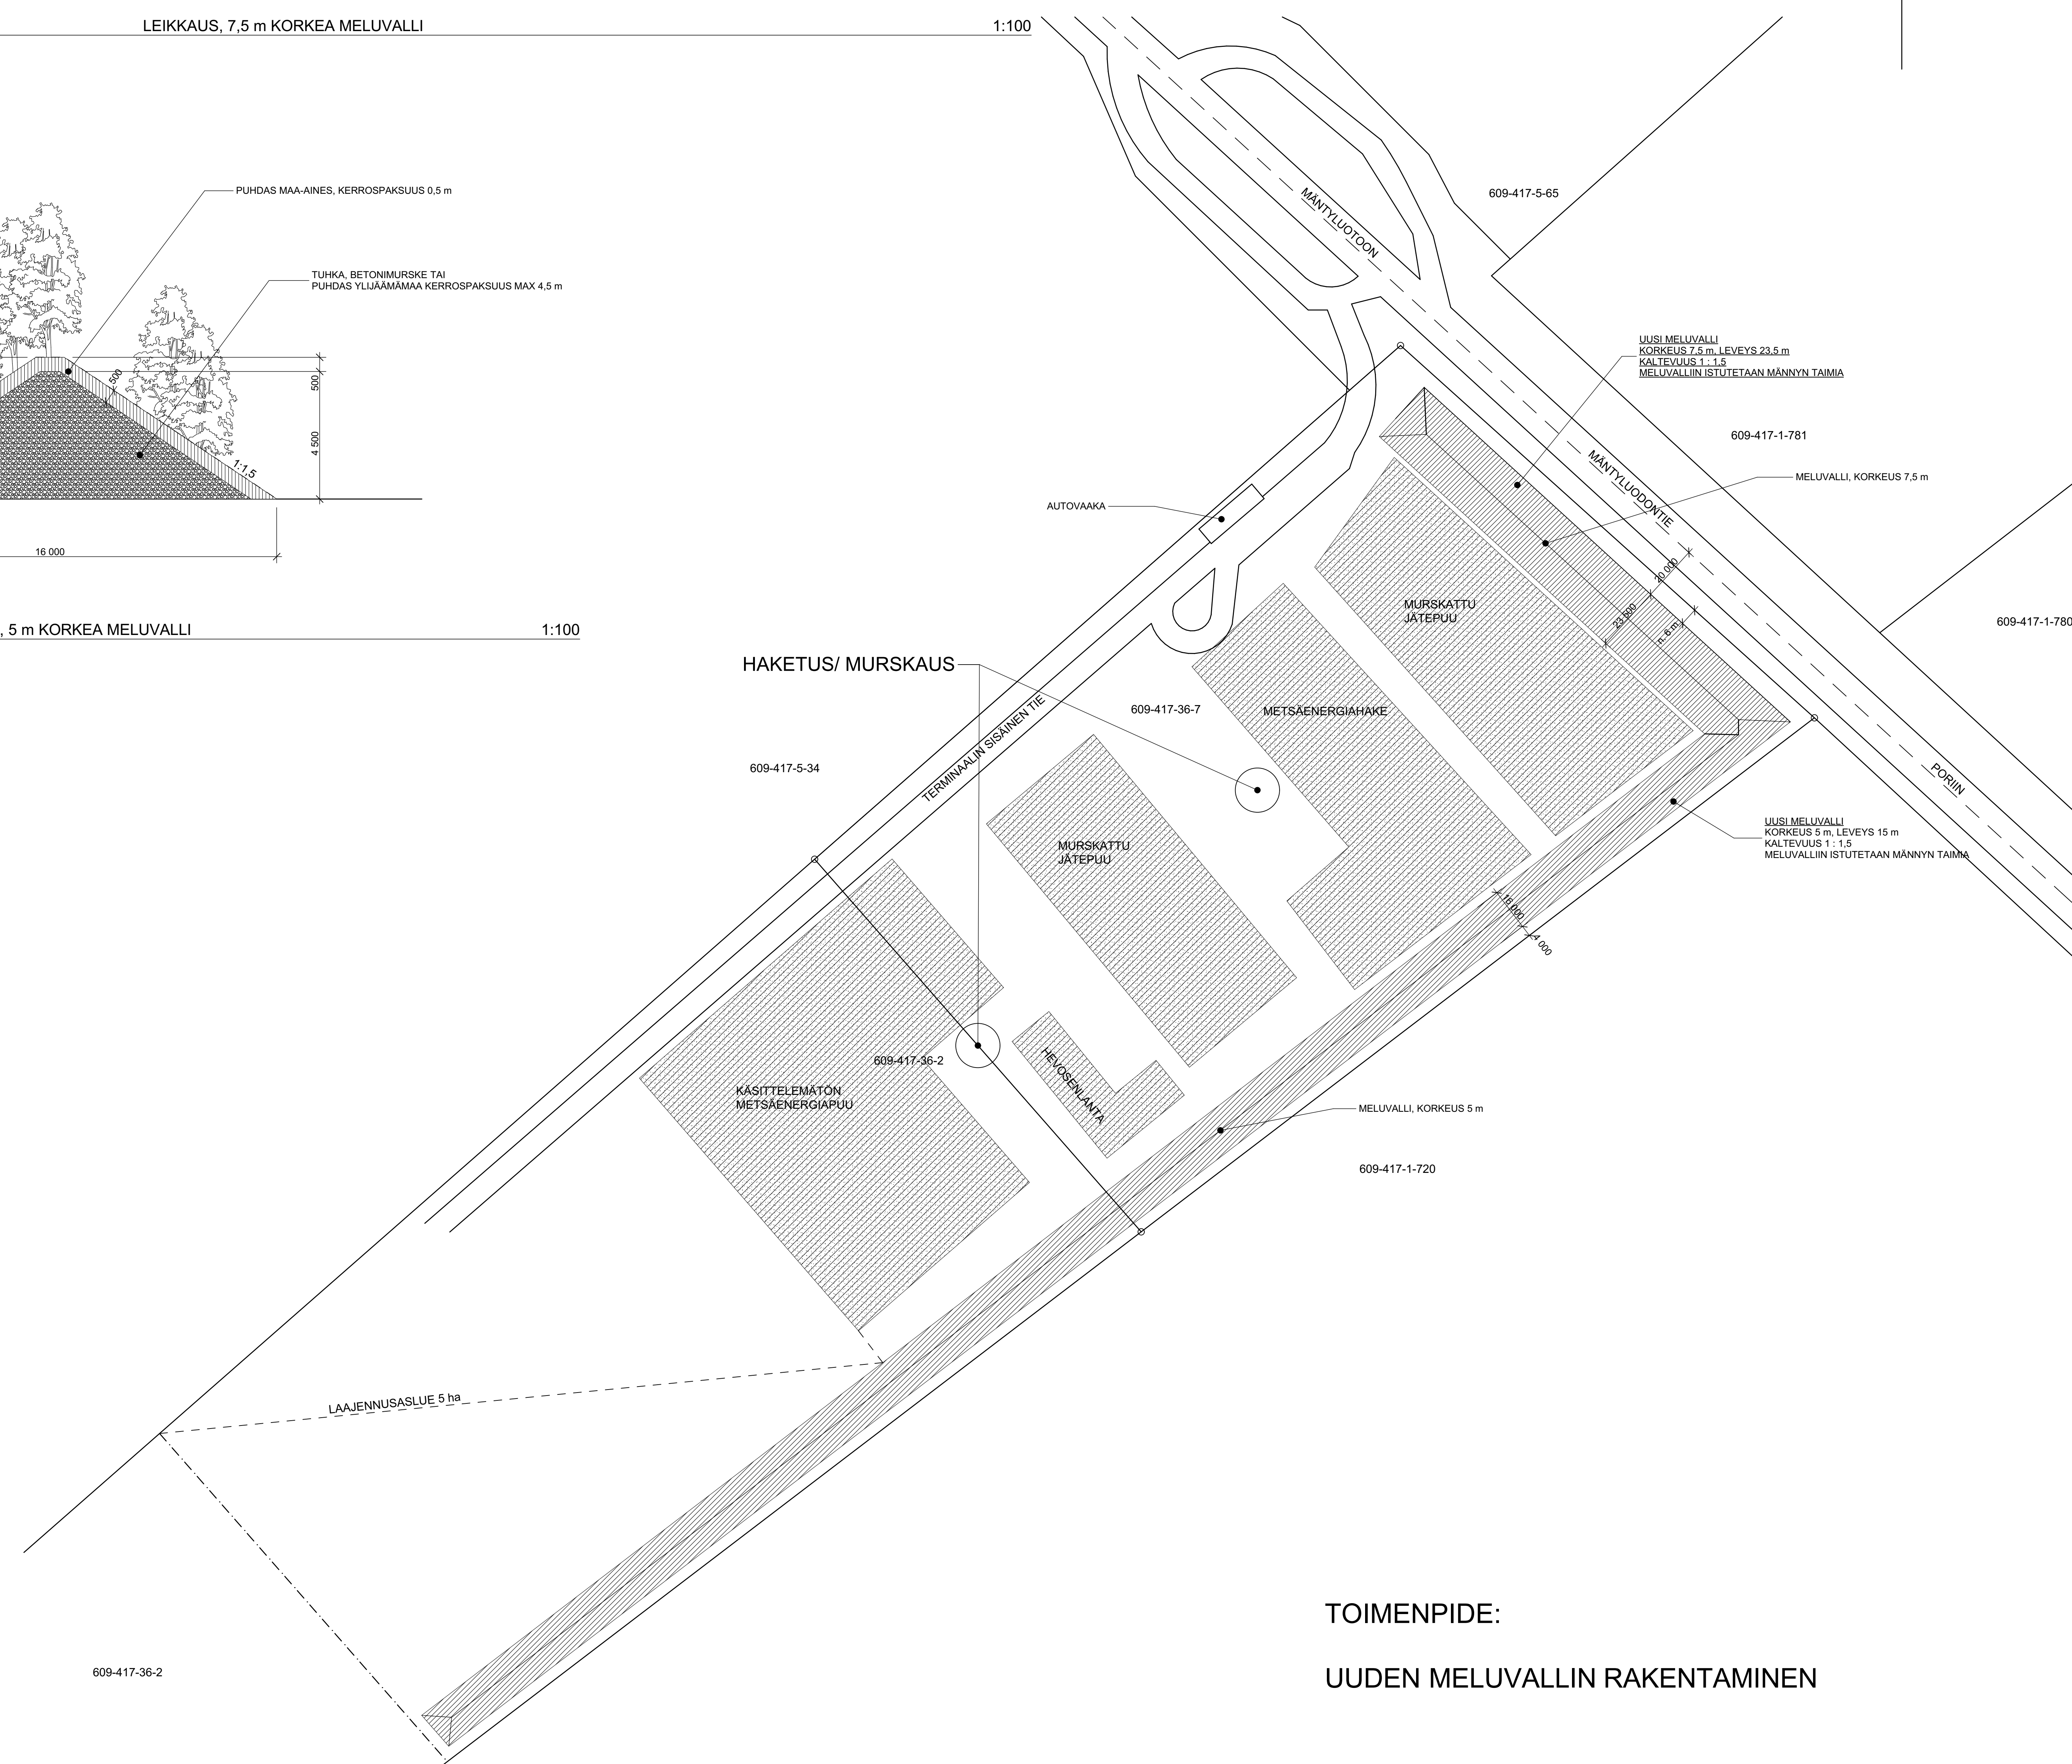 LEIKKAUS, 7,5 m KORKEA MELUVALLI
1:100
PUHDAS MAA-AINES, KERROSPAKSUUS 0,5 m
TUHKA, BETONIMURSKE TAI
PUHDAS YLIJÄÄMÄMAA KERROSPAKSUUS MAX 4,5 m
500
500
4 500
1:1,5
16 000
, 5 m KORKEA MELUVALLI
1:100
MÄNTYLUOTOON
609-417-5-65
UUSI MELUVALLI
KORKEUS 7,5 m, LEVEYS 23,5 m
KALTEVUUS 1 : 1,5
MELUVALLIIN ISTUTETAAN MÄNNYN TAIMIA
609-417-1-781
MELUVALLI, KORKEUS 7,5 m
MÄNTYLUODONTIE
AUTOVAAKA
20 000
23 500
n. 6 m
609-417-1-780
MURSKATTU
JÄTEPUU
HAKETUS/ MURSKAUS
609-417-36-7
METSÄENERGIAHAKE
TERMINAALIN SISÄINEN TIE
609-417-5-34
PORIIN
UUSI MELUVALLI
KORKEUS 5 m, LEVEYS 15 m
KALTEVUUS 1 : 1,5
MELUVALLIIN ISTUTETAAN MÄNNYN TAIMIA
MURSKATTU
JÄTEPUU
16 000
4 000
609-417-36-2
KÄSITTELEMÄTÖN
METSÄENERGIAPUU
HEVOSENLANTA
MELUVALLI, KORKEUS 5 m
609-417-1-720
LAAJENNUSASLUE 5 ha
609-417-36-2
TOIMENPIDE:
UUDEN MELUVALLIN RAKENTAMINEN